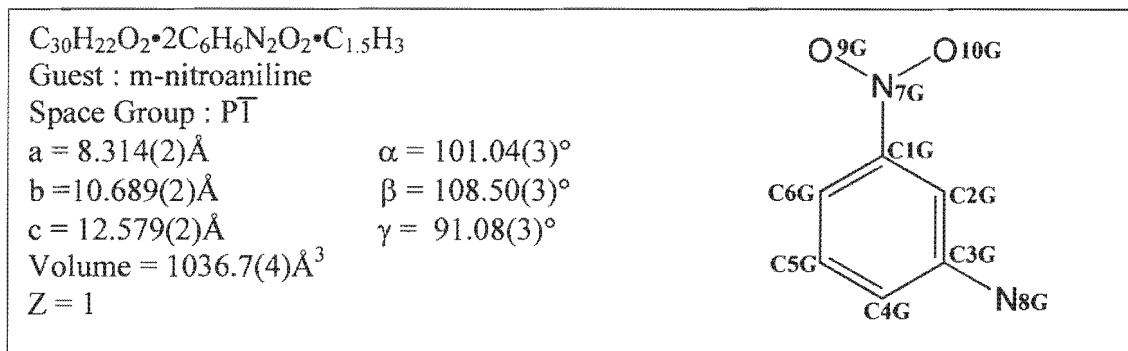 C₃₀H₂₂O₂•2C₆H₆N₂O₂•C₁.₅H₃
Guest : m-nitroaniline
Space Group : P1̅
a = 8.314(2)Å α = 101.04(3)°
b =10.689(2)Å β = 108.50(3)°
c = 12.579(2)Å γ = 91.08(3)°
Volume = 1036.7(4)Å³
Z = 1
O9G O10G
N7G
C1G
C6G C2G
C5G C3G
C4G N8G